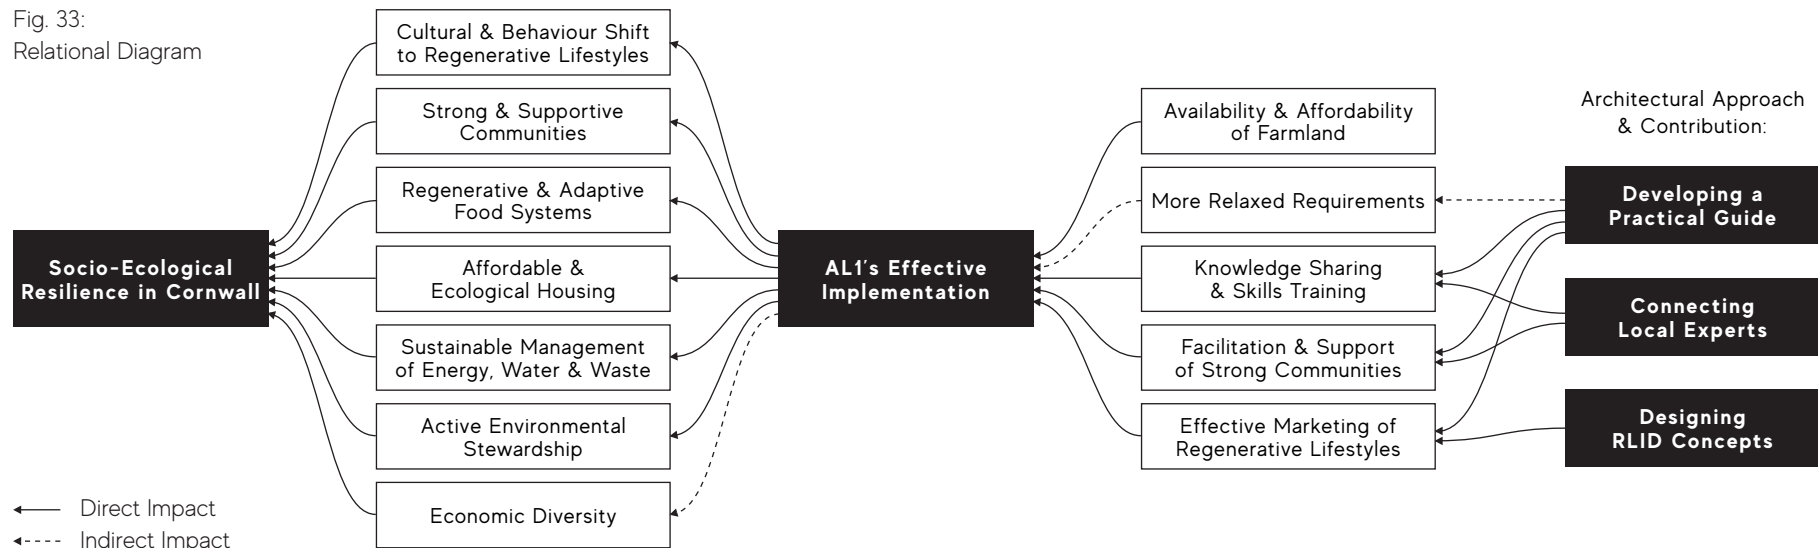 Fig. 33:
Relational Diagram
Cultural & Behaviour Shift
to Regenerative Lifestyles
Strong & Supportive
Communities
Regenerative & Adaptive
Food Systems
Affordable &
Ecological Housing
Sustainable Management
of Energy, Water & Waste
Active Environmental
Stewardship
Economic Diversity
Socio-Ecological
Resilience in Cornwall
AL1's Effective
Implementation
Availability & Affordability
of Farmland
More Relaxed Requirements
Knowledge Sharing
& Skills Training
Facilitation & Support
of Strong Communities
Effective Marketing of
Regenerative Lifestyles
Architectural Approach
& Contribution:
Developing a
Practical Guide
Connecting
Local Experts
Designing
RLID Concepts
Direct Impact
Indirect Impact